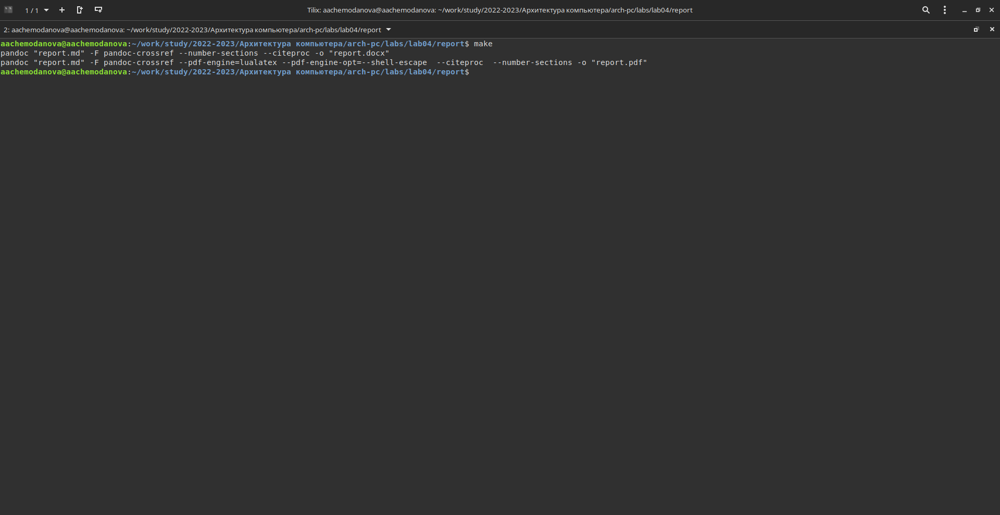 1 / 1
Tilix: aachemodanova@aachemodanova: ~/work/study/2022-2023/Архитектура компьютера/arch-pc/labs/lab04/report
2: aachemodanova@aachemodanova: ~/work/study/2022-2023/Архитектура компьютера/arch-pc/labs/lab04/report
aachemodanova@aachemodanova:~/work/study/2022-2023/Архитектура компьютера/arch-pc/labs/lab04/report$ make
pandoc "report.md" -F pandoc-crossref --number-sections --citeproc -o "report.docx"
pandoc "report.md" -F pandoc-crossref --pdf-engine=lualatex --pdf-engine-opt=--shell-escape  --citeproc  --number-sections -o "report.pdf"
aachemodanova@aachemodanova:~/work/study/2022-2023/Архитектура компьютера/arch-pc/labs/lab04/report$